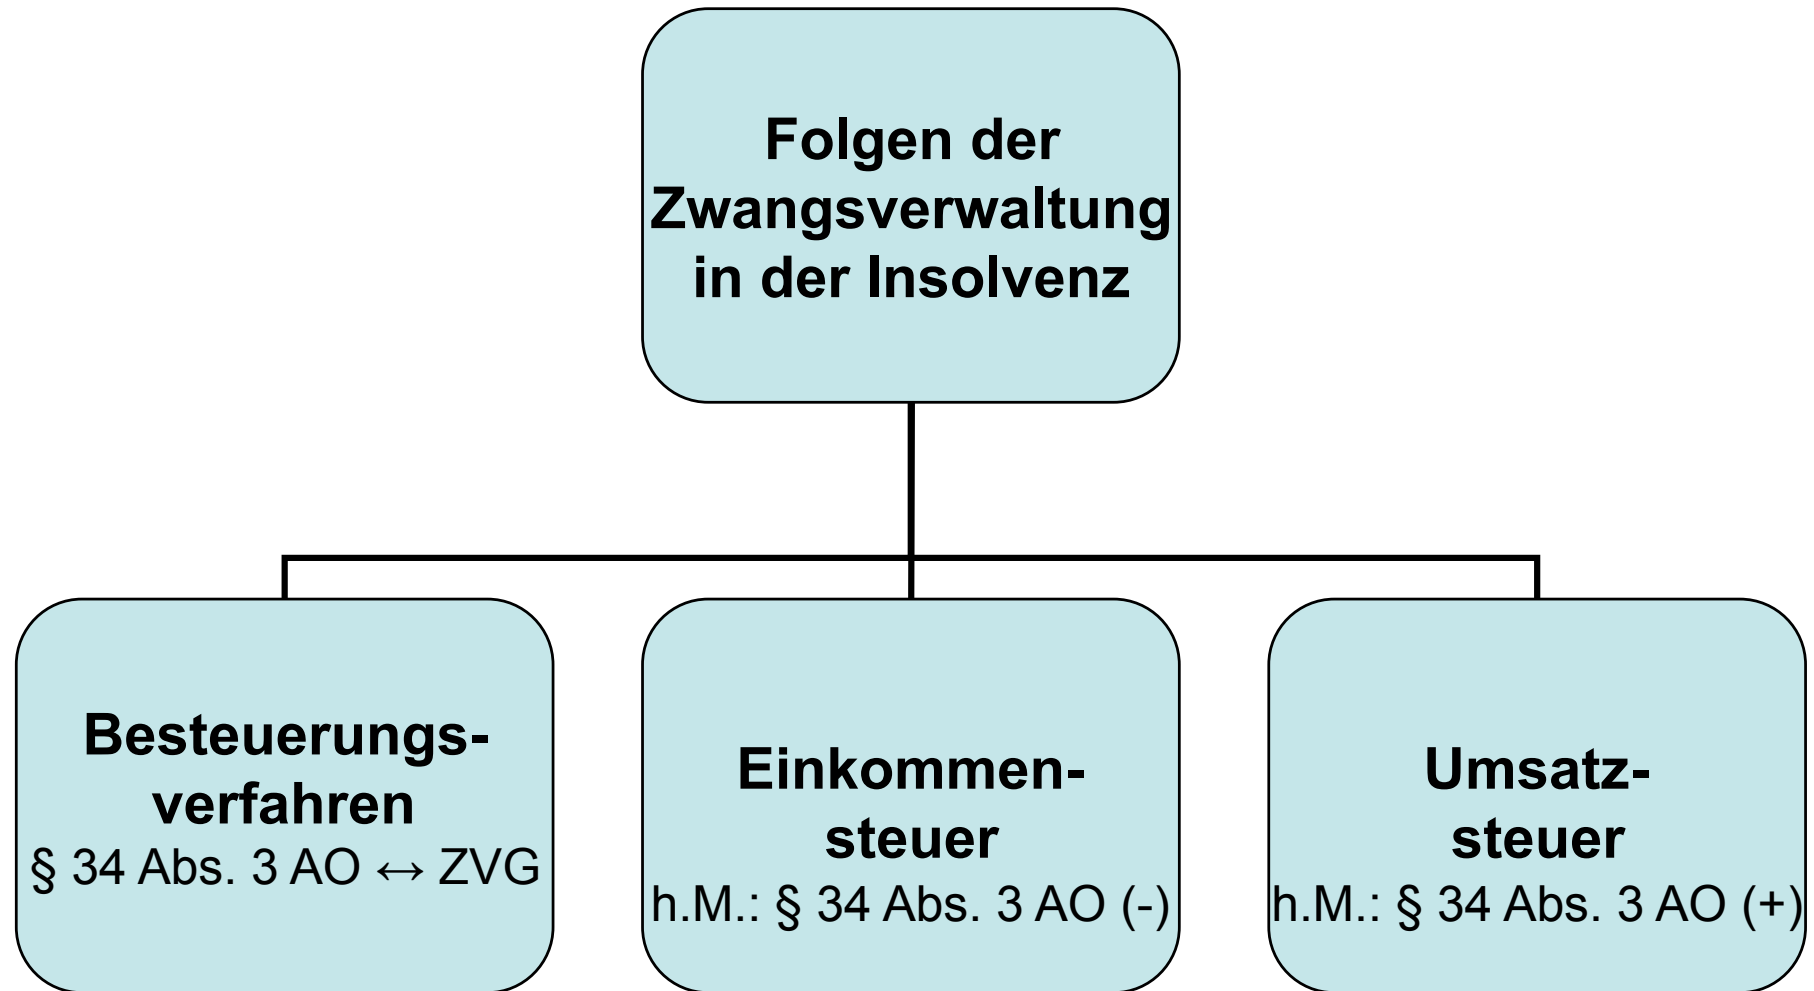 Folgen der
Zwangsverwaltung
in der Insolvenz
Besteuerungs-
verfahren
§ 34 Abs. 3 AO ↔ ZVG
Einkommen-
steuer
h.M.: § 34 Abs. 3 AO (-)
Umsatz-
steuer
h.M.: § 34 Abs. 3 AO (+)